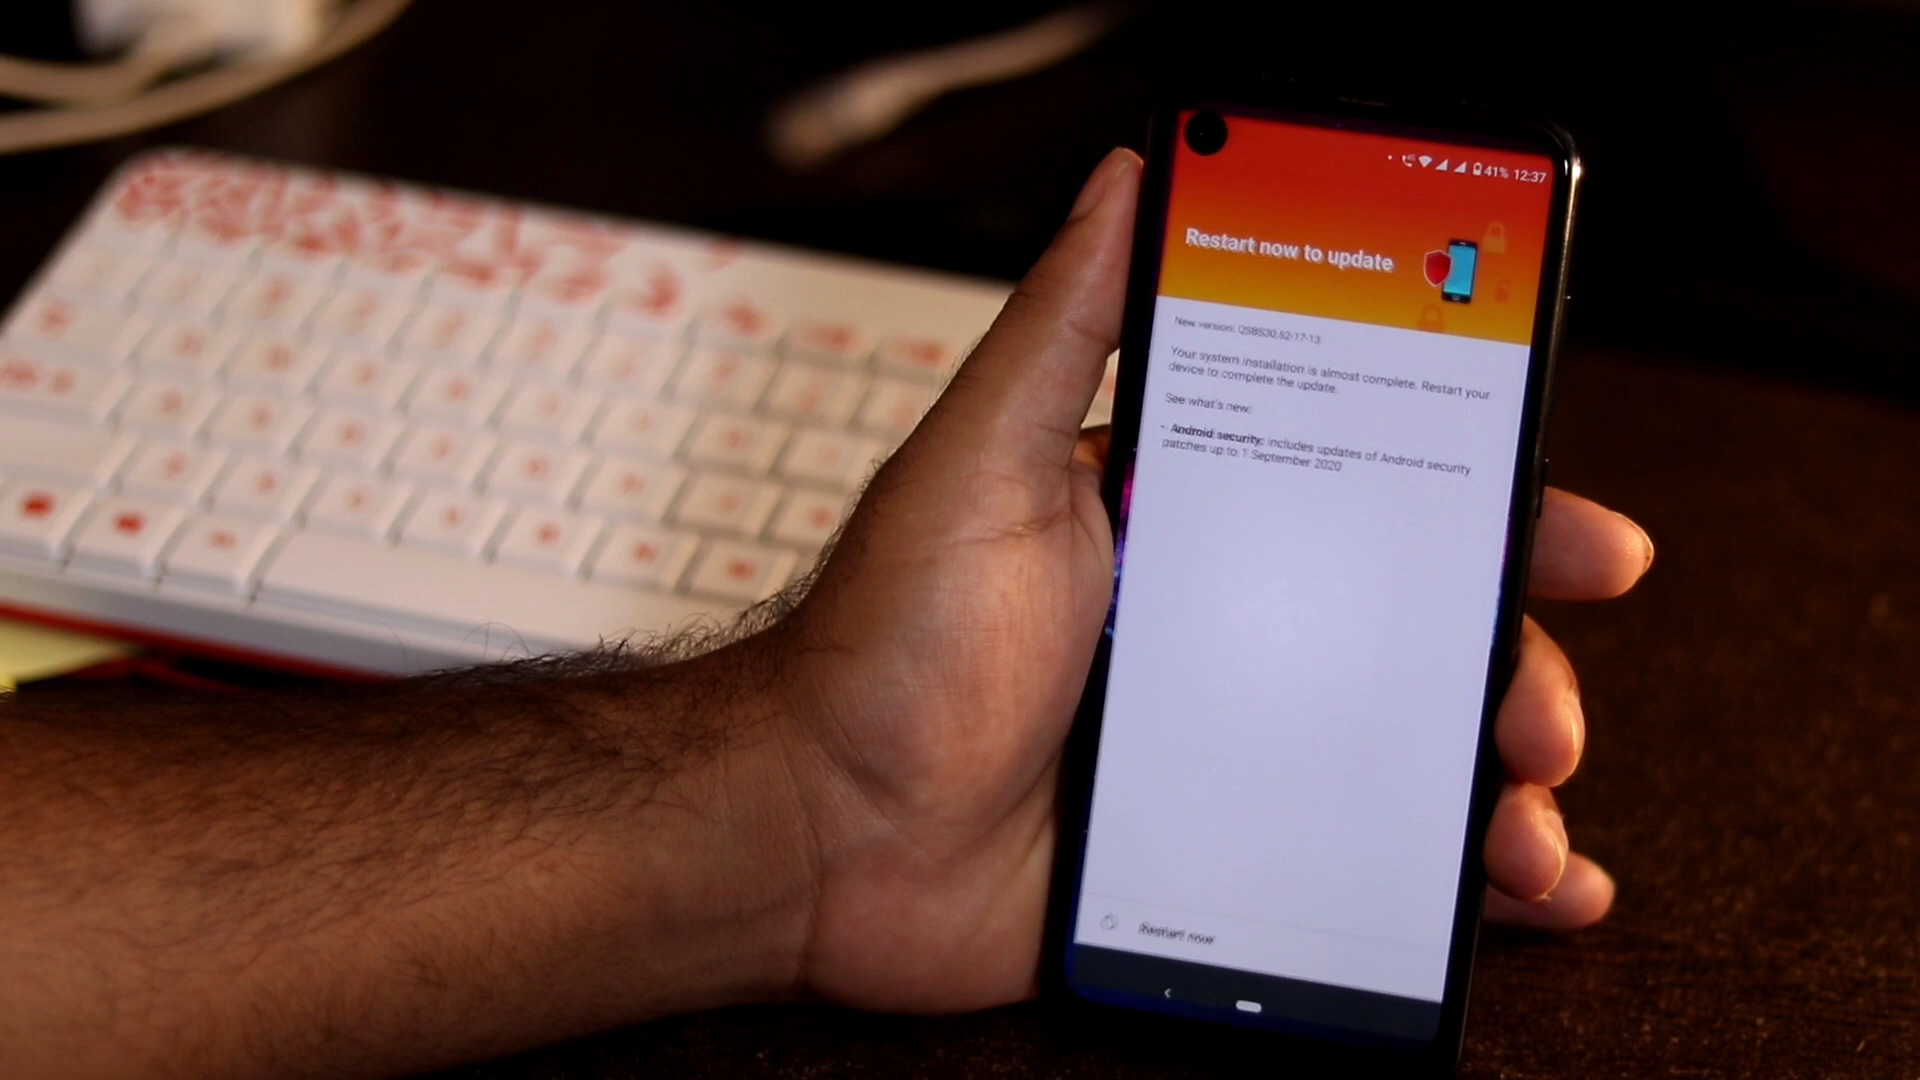 41% 12:37
Restart now to update
New version: QSBS30.62-17-13
Your system installation is almost complete. Restart your
device to complete the update.
See what's new:
- Android security: includes updates of Android security
patches up to 1 September 2020
Restart now